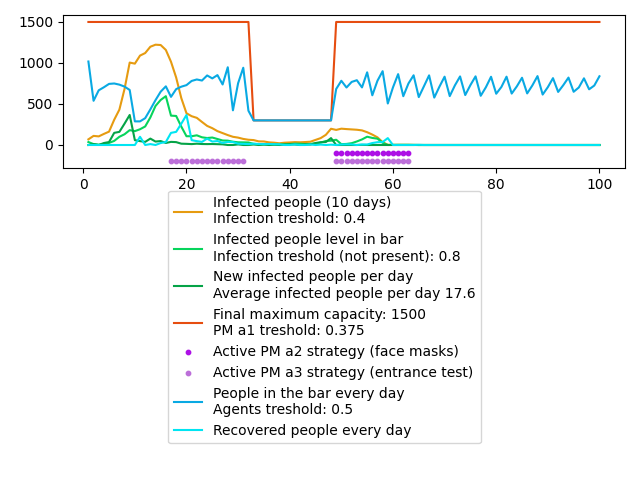 1500
1000
500
0
0 20 40 60 80 100
Infected people (10 days)
Infection treshold: 0.4
Infected people level in bar
Infection treshold (not present): 0.8
New infected people per day
Average infected people per day 17.6
Final maximum capacity: 1500
PM a1 treshold: 0.375
Active PM a2 strategy (face masks)
Active PM a3 strategy (entrance test)
People in the bar every day
Agents treshold: 0.5
Recovered people every day